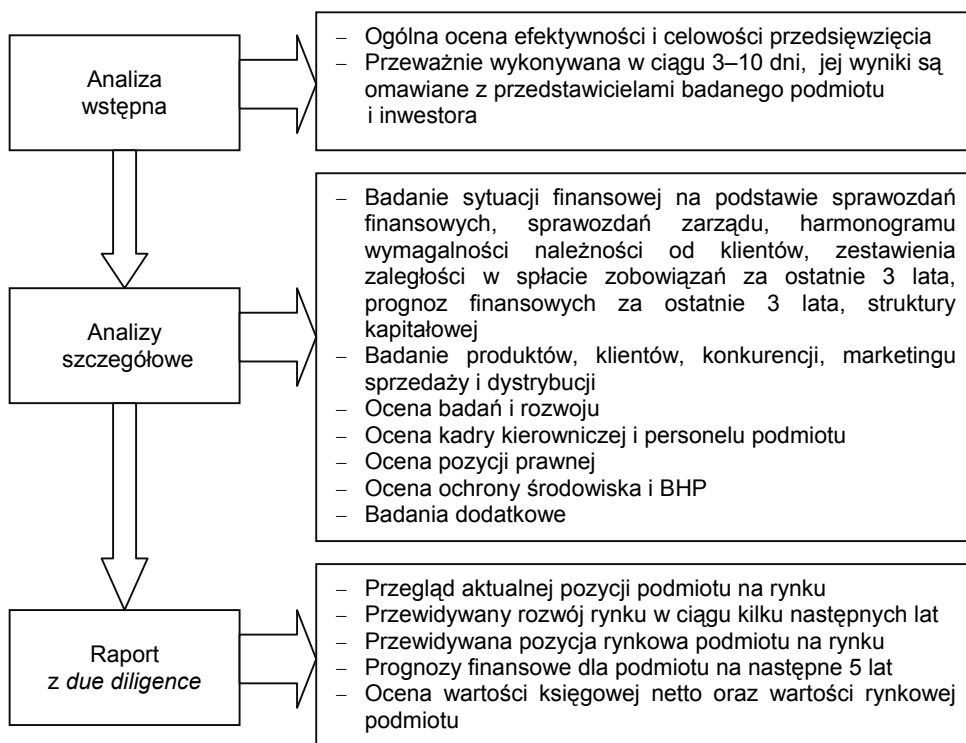 Analiza
wstępna
– Ogólna ocena efektywności i celowości przedsięwzięcia
– Przeważnie wykonywana w ciągu 3–10 dni, jej wyniki są
omawiane z przedstawicielami badanego podmiotu
i inwestora
Analizy
szczegółowe
– Badanie sytuacji finansowej na podstawie sprawozdań
finansowych, sprawozdań zarządu, harmonogramu
wymagalności należności od klientów, zestawienia
zaległości w spłacie zobowiązań za ostatnie 3 lata,
prognoz finansowych za ostatnie 3 lata, struktury
kapitałowej
– Badanie produktów, klientów, konkurencji, marketingu
sprzedaży i dystrybucji
– Ocena badań i rozwoju
– Ocena kadry kierowniczej i personelu podmiotu
– Ocena pozycji prawnej
– Ocena ochrony środowiska i BHP
– Badania dodatkowe
Raport
z due diligence
– Przegląd aktualnej pozycji podmiotu na rynku
– Przewidywany rozwój rynku w ciągu kilku następnych lat
– Przewidywana pozycja rynkowa podmiotu na rynku
– Prognozy finansowe dla podmiotu na następne 5 lat
– Ocena wartości księgowej netto oraz wartości rynkowej
podmiotu